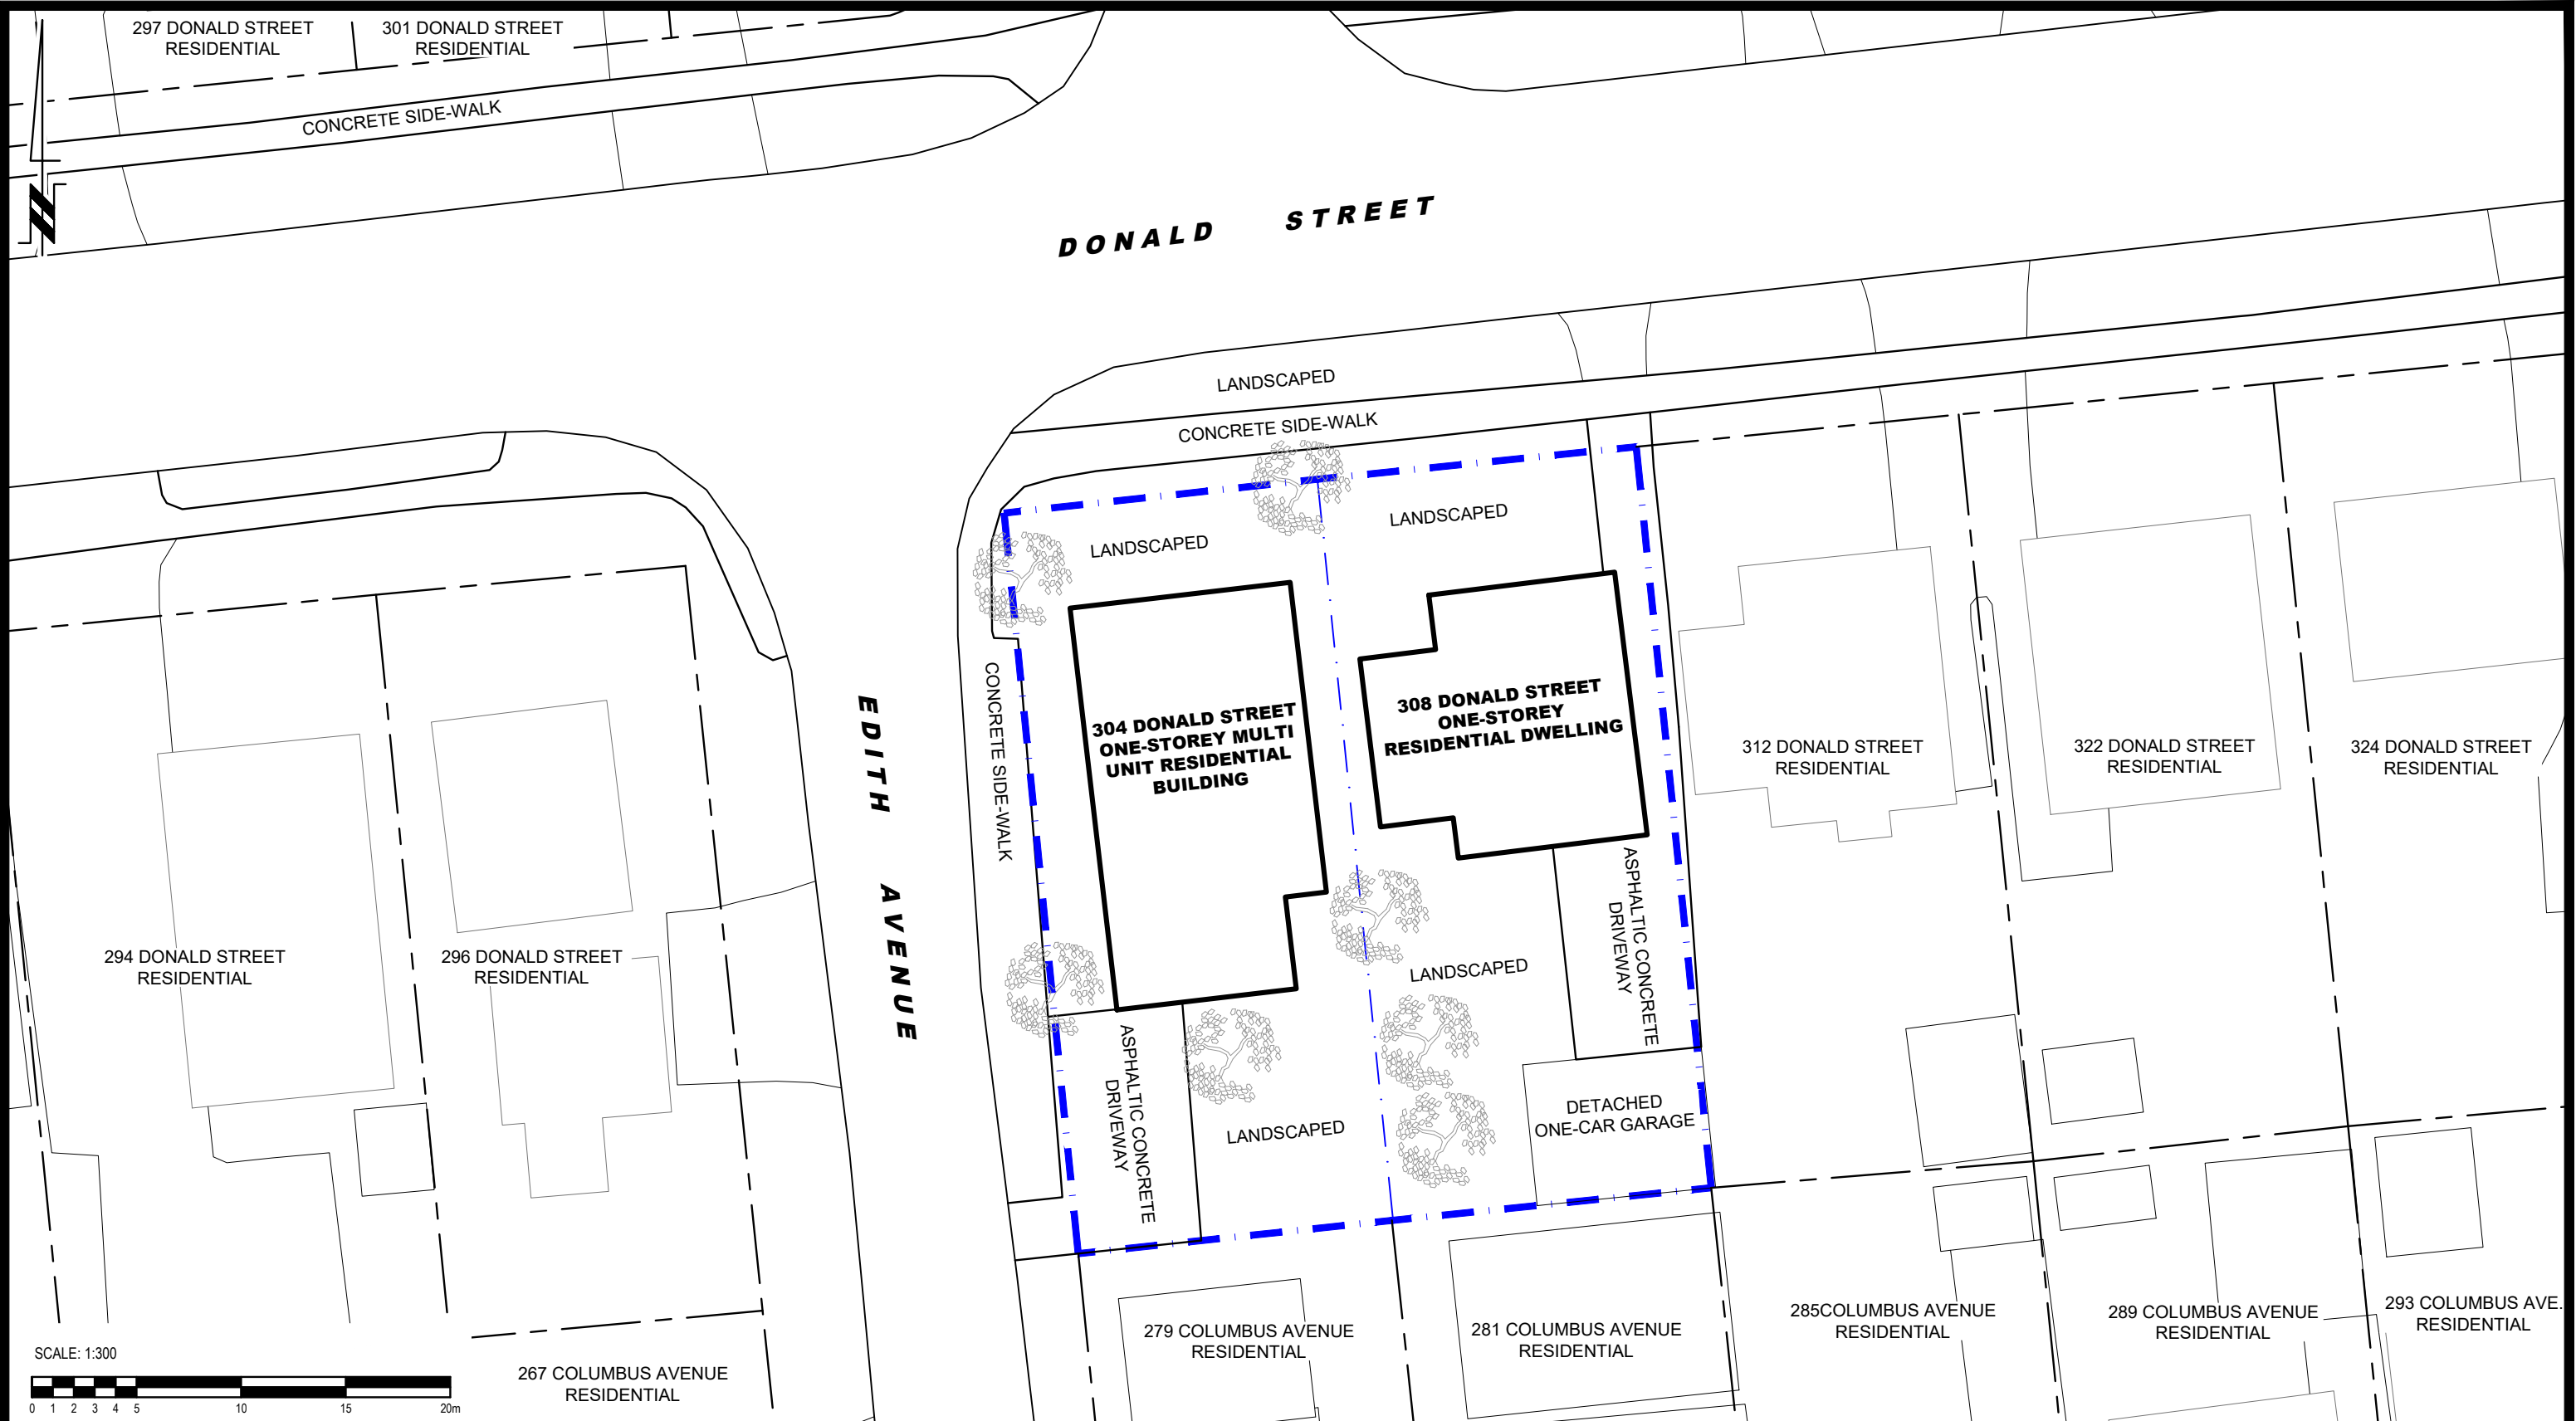 297 DONALD STREET
RESIDENTIAL
301 DONALD STREET
RESIDENTIAL
CONCRETE SIDE-WALK
N
DONALD STREET
LANDSCAPED
CONCRETE SIDE-WALK
LANDSCAPED
LANDSCAPED
CONCRETE SIDE-WALK
EDITH AVENUE
304 DONALD STREET
ONE-STOREY MULTI
UNIT RESIDENTIAL
BUILDING
308 DONALD STREET
ONE-STOREY
RESIDENTIAL DWELLING
312 DONALD STREET
RESIDENTIAL
322 DONALD STREET
RESIDENTIAL
324 DONALD STREET
RESIDENTIAL
294 DONALD STREET
RESIDENTIAL
296 DONALD STREET
RESIDENTIAL
LANDSCAPED
ASPHALTIC CONCRETE
DRIVEWAY
ASPHALTIC CONCRETE
DRIVEWAY
LANDSCAPED
DETACHED
ONE-CAR GARAGE
279 COLUMBUS AVENUE
RESIDENTIAL
281 COLUMBUS AVENUE
RESIDENTIAL
285COLUMBUS AVENUE
RESIDENTIAL
289 COLUMBUS AVENUE
RESIDENTIAL
293 COLUMBUS AVE.
RESIDENTIAL
267 COLUMBUS AVENUE
RESIDENTIAL
SCALE: 1:300
0 1 2 3 4 5 10 15 20m